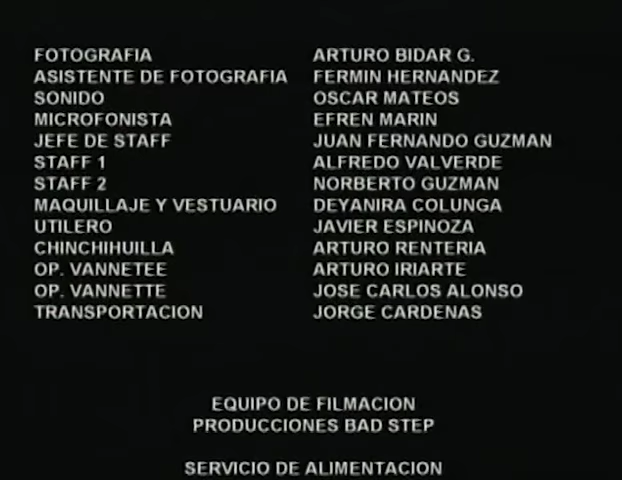 FOTOGRAFIA ARTURO BIDAR G.
ASISTENTE DE FOTOGRAFIA FERMIN HERNANDEZ
SONIDO OSCAR MATEOS
MICROFONISTA EFREN MARIN
JEFE DE STAFF JUAN FERNANDO GUZMAN
STAFF 1 ALFREDO VALVERDE
STAFF 2 NORBERTO GUZMAN
MAQUILLAJE Y VESTUARIO DEYANIRA COLUNGA
UTILERO JAVIER ESPINOZA
CHINCHIHUILLA ARTURO RENTERIA
OP. VANNETEE ARTURO IRIARTE
OP. VANNETTE JOSE CARLOS ALONSO
TRANSPORTACION JORGE CARDENAS
EQUIPO DE FILMACION
PRODUCCIONES BAD STEP
SERVICIO DE ALIMENTACION